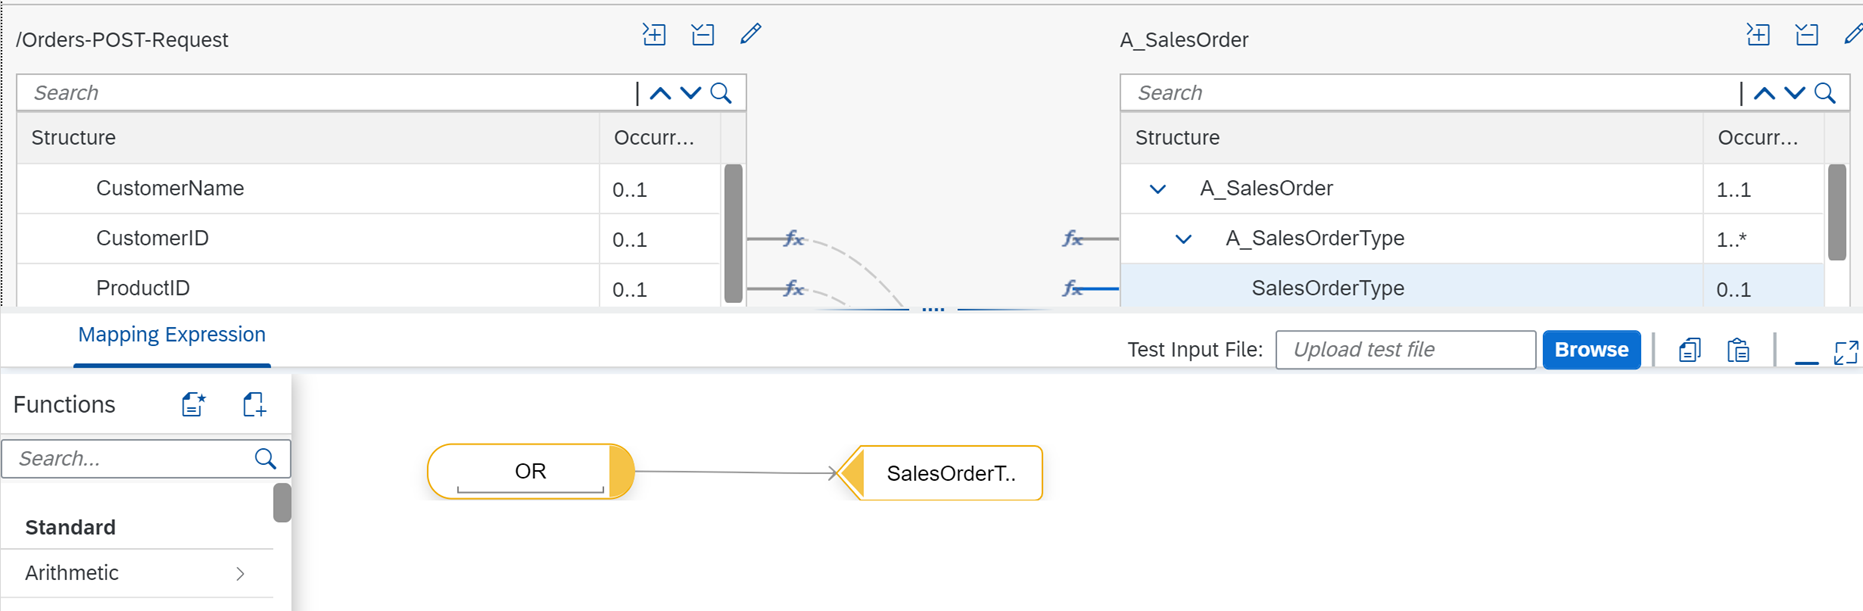 /Orders-POST-Request
Search
Structure Occurr...
CustomerName 0..1
CustomerID 0..1
ProductID 0..1
A_SalesOrder
Search
Structure Occurr...
A_SalesOrder 1..1
A_SalesOrderType 1..*
SalesOrderType 0..1
fx
fx
fx
fx
Mapping Expression
Test Input File: Upload test file Browse
Functions
Search...
Standard
Arithmetic
OR
SalesOrderT..